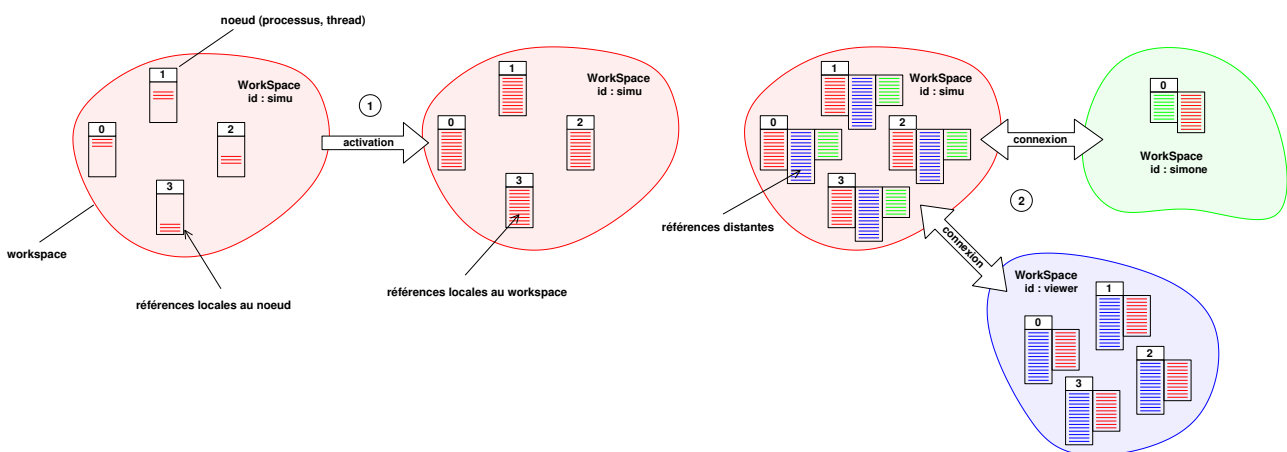 noeud (processus, thread)
WorkSpace
id : simu
1
0
2
3
workspace
références locales au noeud
1
activation
WorkSpace
id : simu
1
0
2
3
références locales au workspace
WorkSpace
id : simu
1
0
2
3
référence distantes
connexion
2
connexion
0
WorkSpace
id : simone
WorkSpace
id : viewer
1
0
2
3